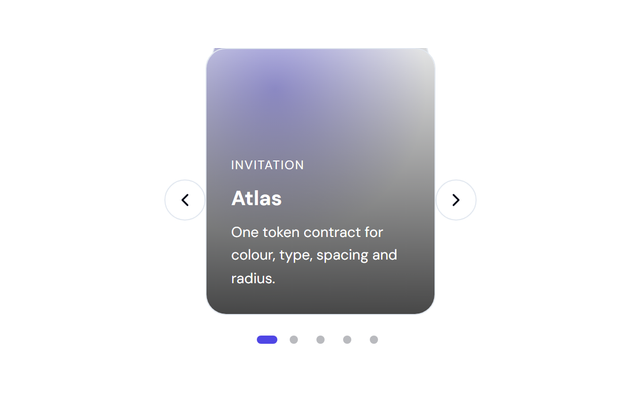 INVITATION
Atlas
One token contract for
colour, type, spacing and
radius.